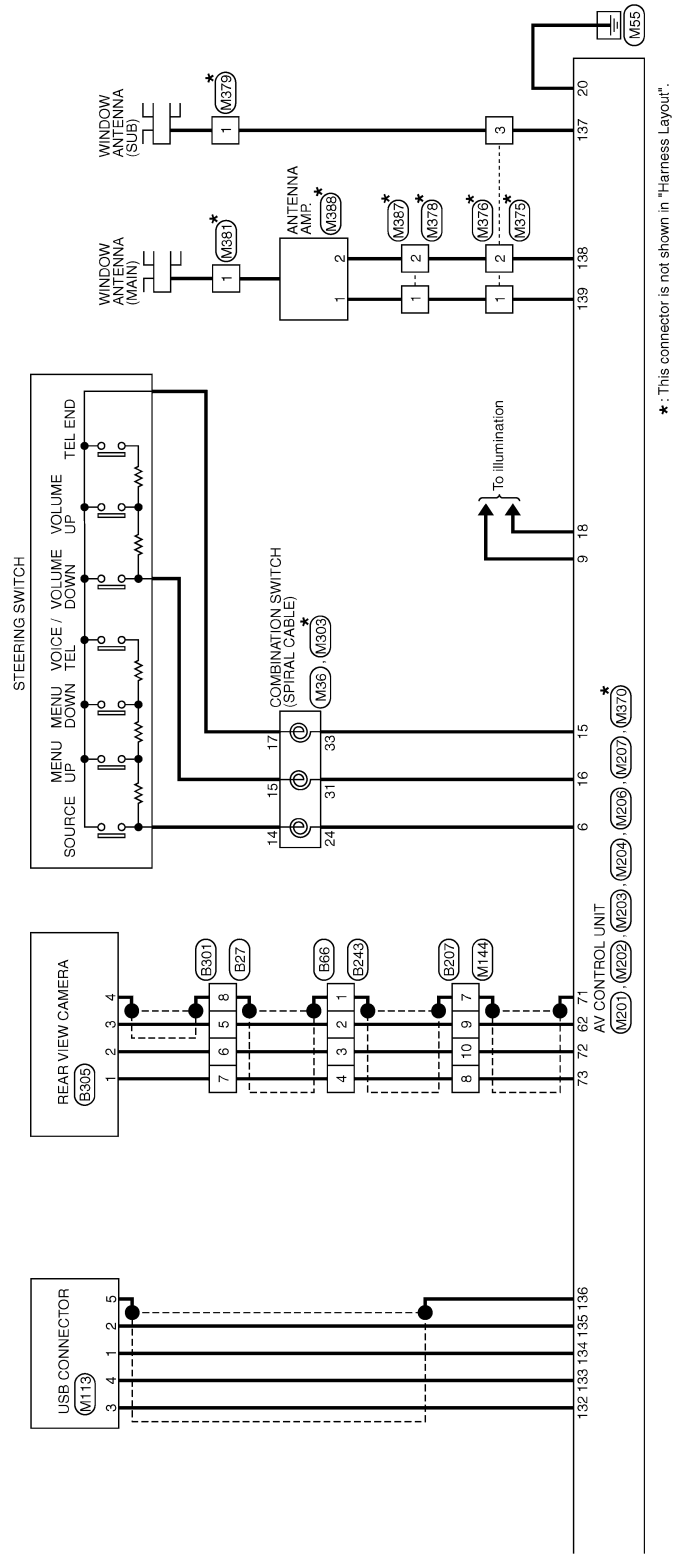 STEERING SWITCH
SOURCE
MENU
UP
MENU
DOWN
VOICE /
TEL
VOLUME
DOWN
VOLUME
UP
TEL END
WINDOW
ANTENNA
(MAIN)
WINDOW
ANTENNA
(SUB)
USB CONNECTOR
M113
3 4 1 2 5
REAR VIEW CAMERA
B305
1 2 3 4
7 6 5 8
B301
B27
4 3 2 1
B66
B243
8 10 9 7
B207
M144
COMBINATION SWITCH
(SPIRAL CABLE)
M36 , M303 *
14 15 17
24 31 33
To illumination
1
M381 *
ANTENNA
AMP.
M388 *
1 2
1 2
M387 *
M378 *
1 2 3
M376 *
M375 *
1
M379 *
M55
132 133 134 135 136 73 72 62 71 6 16 15 9 18 139 138 137 20
AV CONTROL UNIT
M201 , M202 , M203 , M204 , M206 , M207 , M370 *
* : This connector is not shown in "Harness Layout".